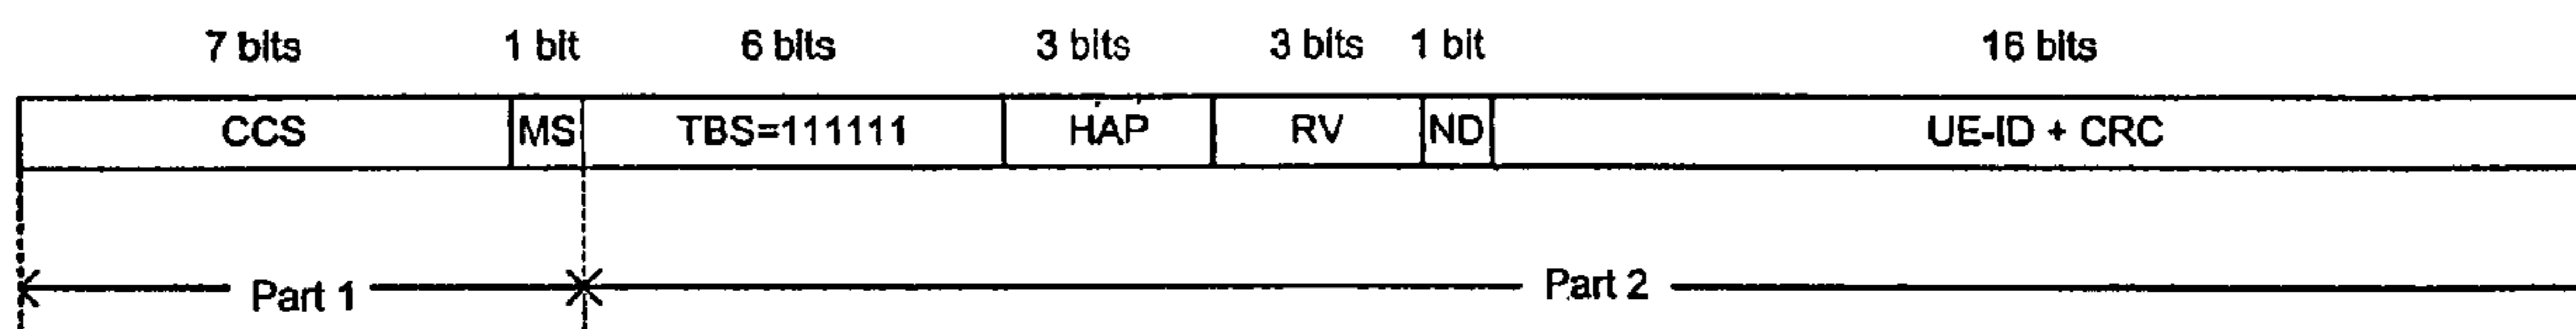 7 bits 1 bit 6 bits 3 bits 3 bits 1 bit 16 bits
CCS MS TBS=111111 HAP RV ND UE-ID + CRC
Part 1 Part 2